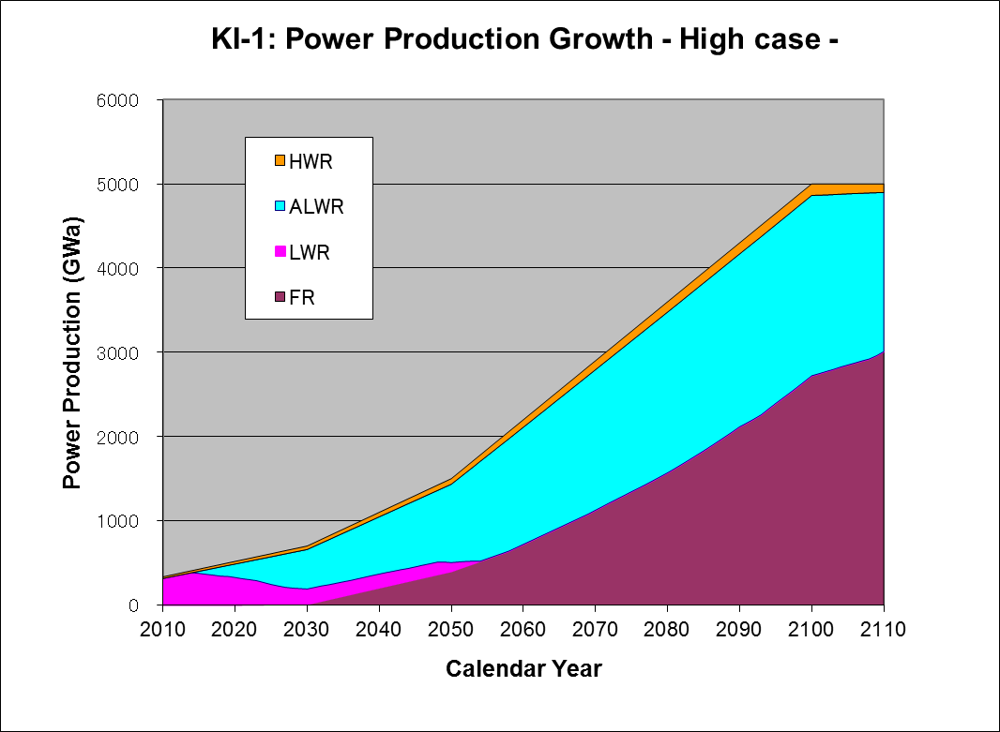 KI-1: Power Production Growth - High case -
6000
5000
4000
3000
2000
1000
0
Power Production (GWa)
HWR
ALWR
LWR
FR
2010 2020 2030 2040 2050 2060 2070 2080 2090 2100 2110
Calendar Year